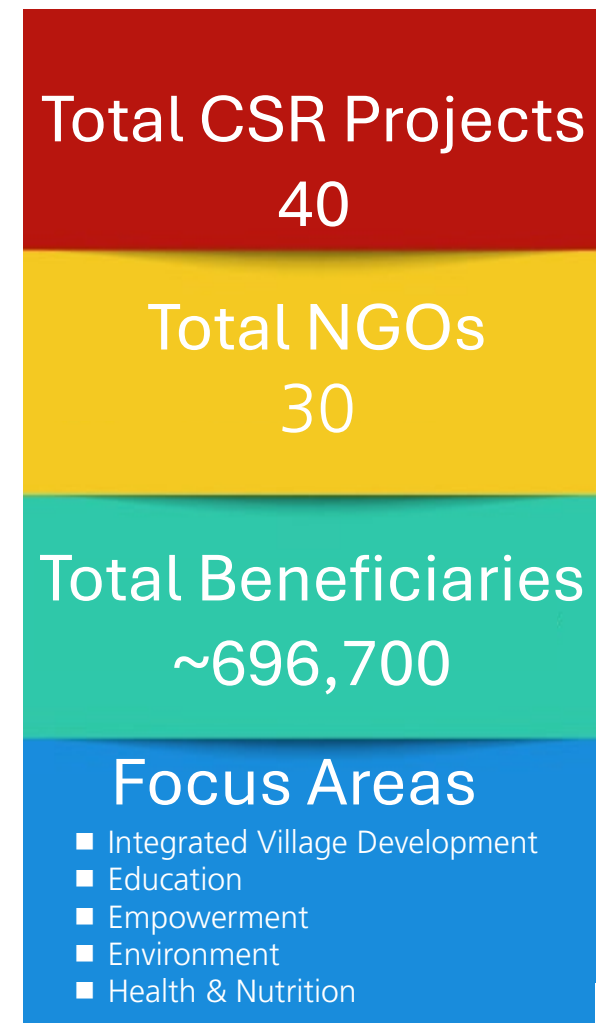 Total CSR Projects
40
Total NGOs
30
Total Beneficiaries
~696,700
Focus Areas
Integrated Village Development
Education
Empowerment
Environment
Health & Nutrition